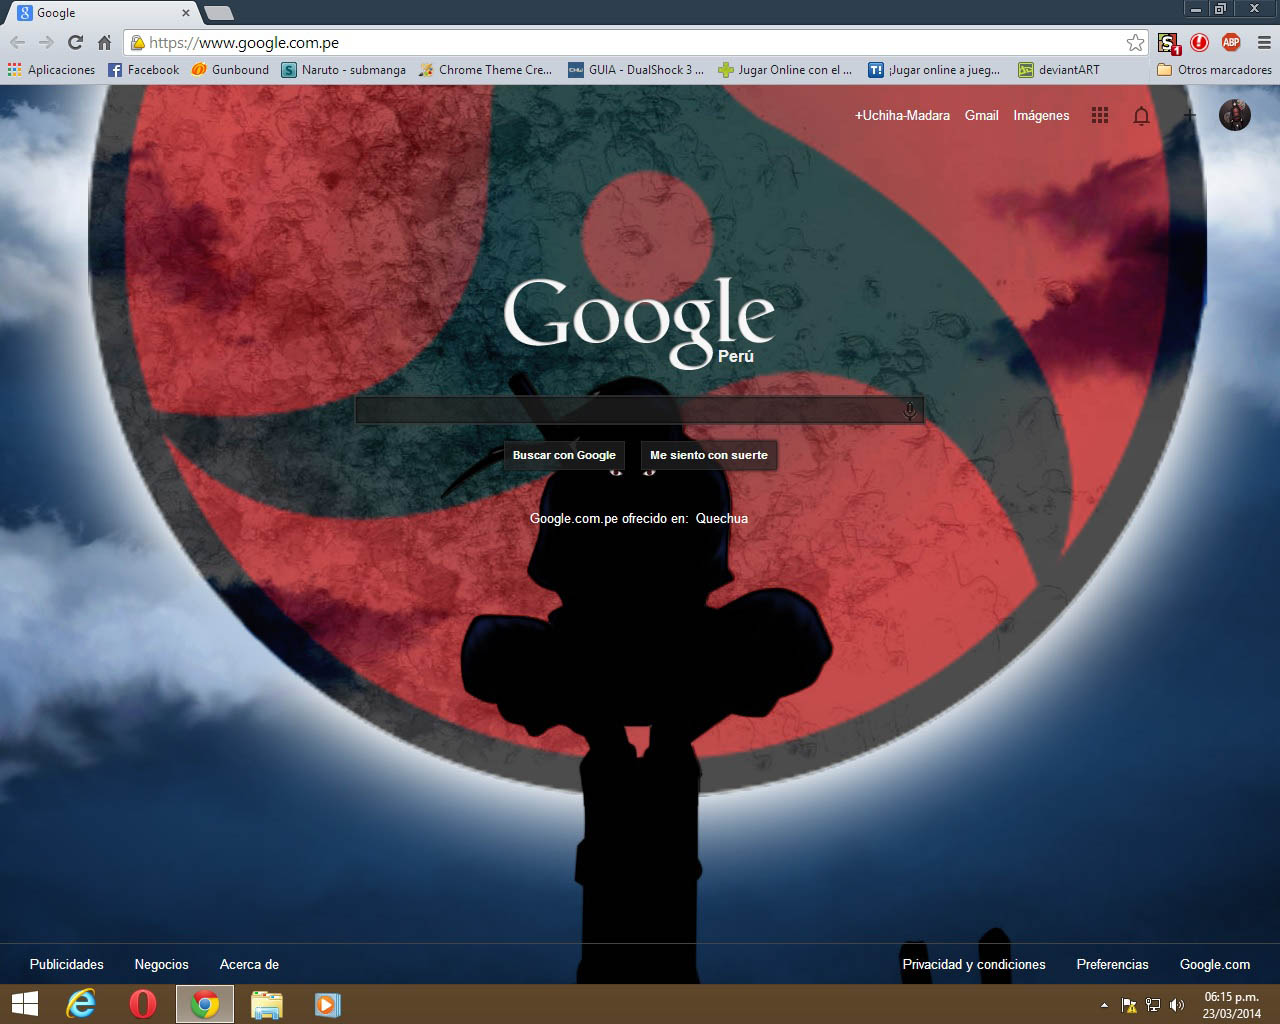 Google
https://www.google.com.pe
S 1 ABP
Aplicaciones Facebook Gunbound Naruto - submanga Chrome Theme Cre... GUIA - DualShock 3 ... Jugar Online con el ... ¡Jugar online a jueg... deviantART Otros marcadores
+Uchiha-Madara Gmail Imágenes
Google
Perú
Buscar con Google Me siento con suerte
Google.com.pe ofrecido en: Quechua
Publicidades Negocios Acerca de Privacidad y condiciones Preferencias Google.com
06:15 p.m.
23/03/2014